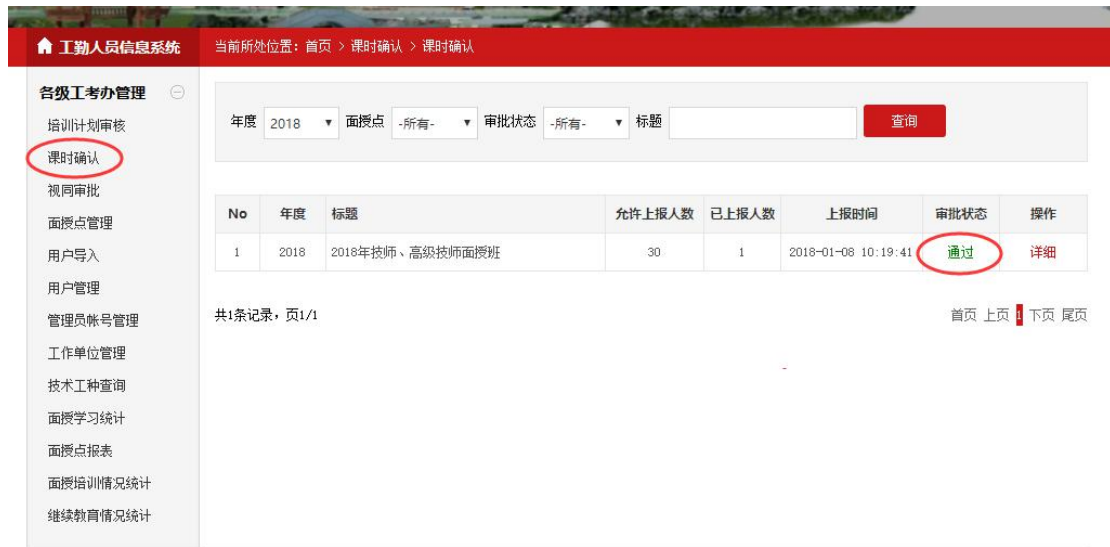 工勤人员信息系统
当前所处位置：首页 > 课时确认 > 课时确认
各级工考办管理
培训计划审核
课时确认
视同审批
面授点管理
用户导入
用户管理
管理员帐号管理
工作单位管理
技术工种查询
面授学习统计
面授点报表
面授培训情况统计
继续教育情况统计
年度 2018 面授点 -所有- 审批状态 -所有- 标题 查询
No 年度 标题 允许上报人数 已上报人数 上报时间 审批状态 操作
1 2018 2018年技师、高级技师面授班 30 1 2018-01-08 10:19:41 通过 详细
共1条记录，页1/1 首页 上页 1 下页 尾页